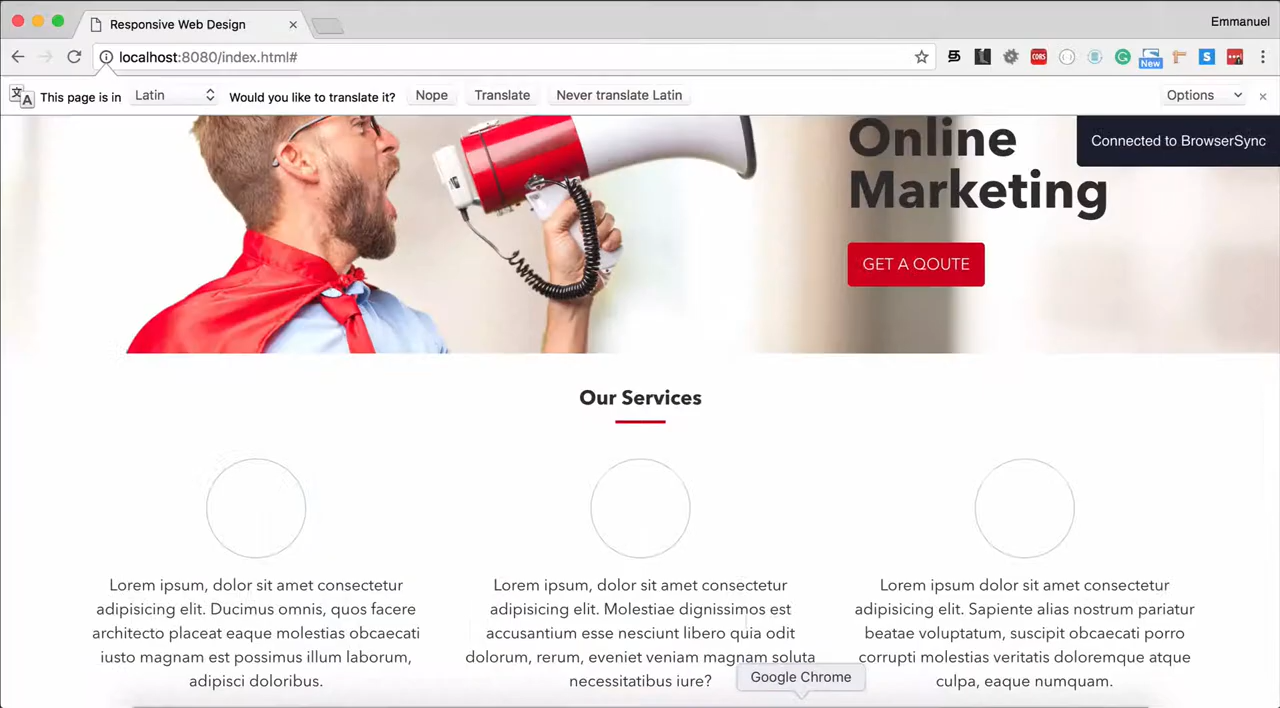 Responsive Web Design
Emmanuel
localhost:8080/index.html#
CORS
New
S
This page is in Latin Would you like to translate it? Nope Translate Never translate Latin Options
Connected to BrowserSync
Online
Marketing
GET A QOUTE
Our Services
Lorem ipsum, dolor sit amet consectetur
adipisicing elit. Ducimus omnis, quos facere
architecto placeat eaque molestias obcaecati
iusto magnam est possimus illum laborum,
adipisci doloribus.
Lorem ipsum, dolor sit amet consectetur
adipisicing elit. Molestiae dignissimos est
accusantium esse nesciunt libero quia odit
dolorum, rerum, eveniet veniam magnam soluta
necessitatibus iure?
Lorem ipsum dolor sit amet consectetur
adipisicing elit. Sapiente alias nostrum pariatur
beatae voluptatum, suscipit obcaecati porro
corrupti molestias veritatis doloremque atque
culpa, eaque numquam.
Google Chrome